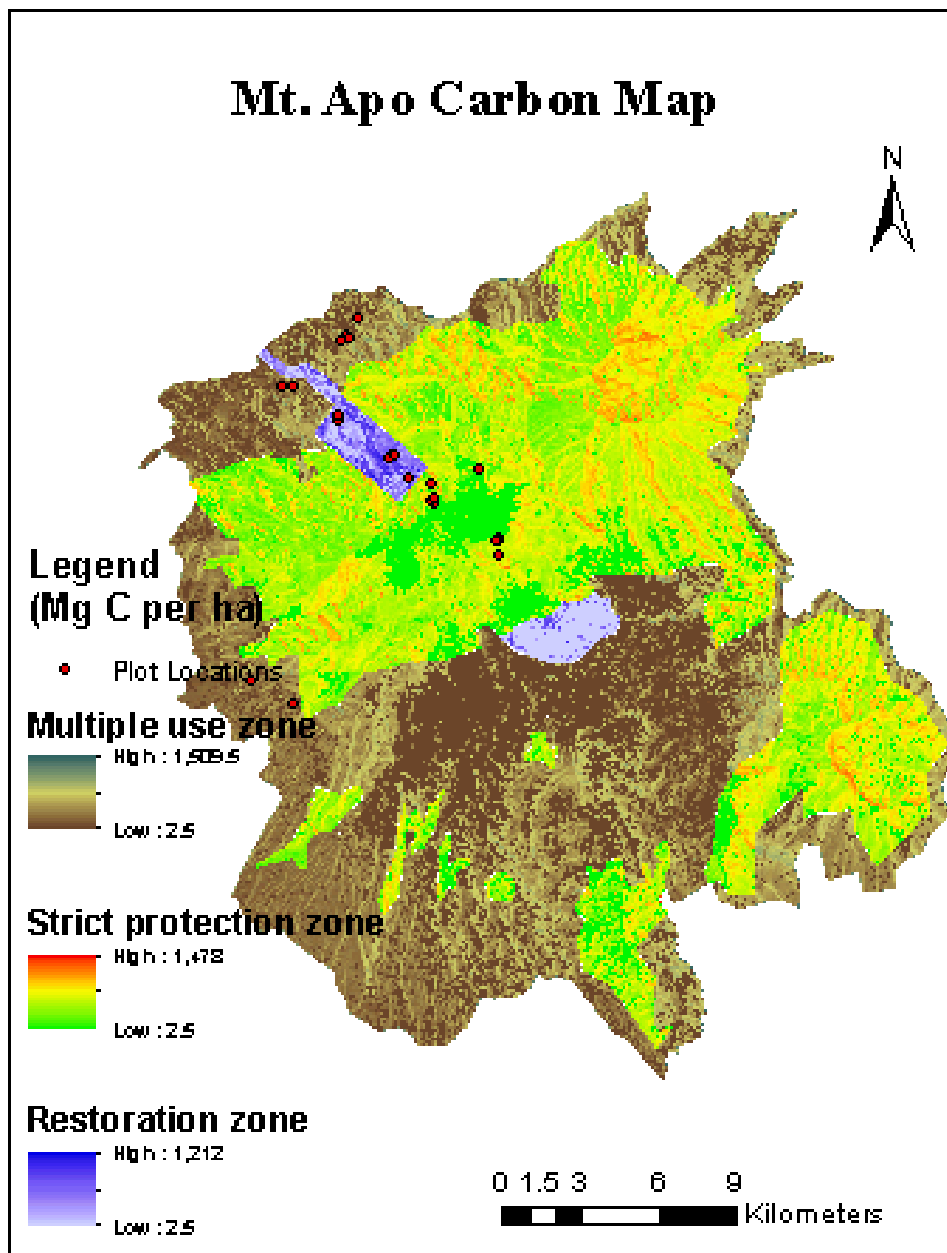 Mt. Apo Carbon Map
N
Legend
(Mg C per ha)
Plot Locations
Multiple use zone
High : 1,509.5
Low : 2.5
Strict protection zone
High : 1,473
Low : 2.5
Restoration zone
High : 1,212
Low : 2.5
0 1.5 3 6 9
Kilometers